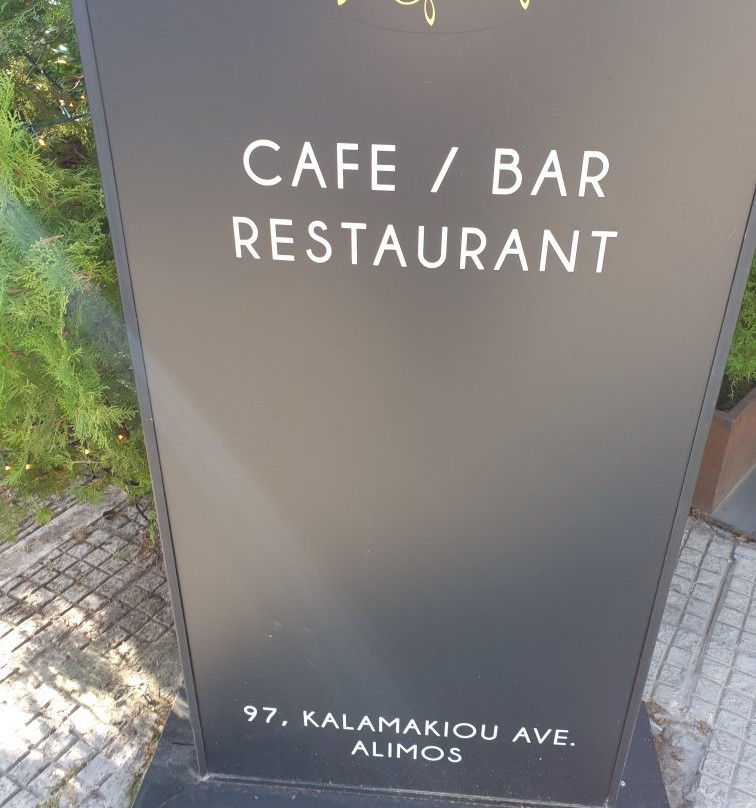 CAFE / BAR
RESTAURANT
97, KALAMAKIOU AVE.
ALIMOS